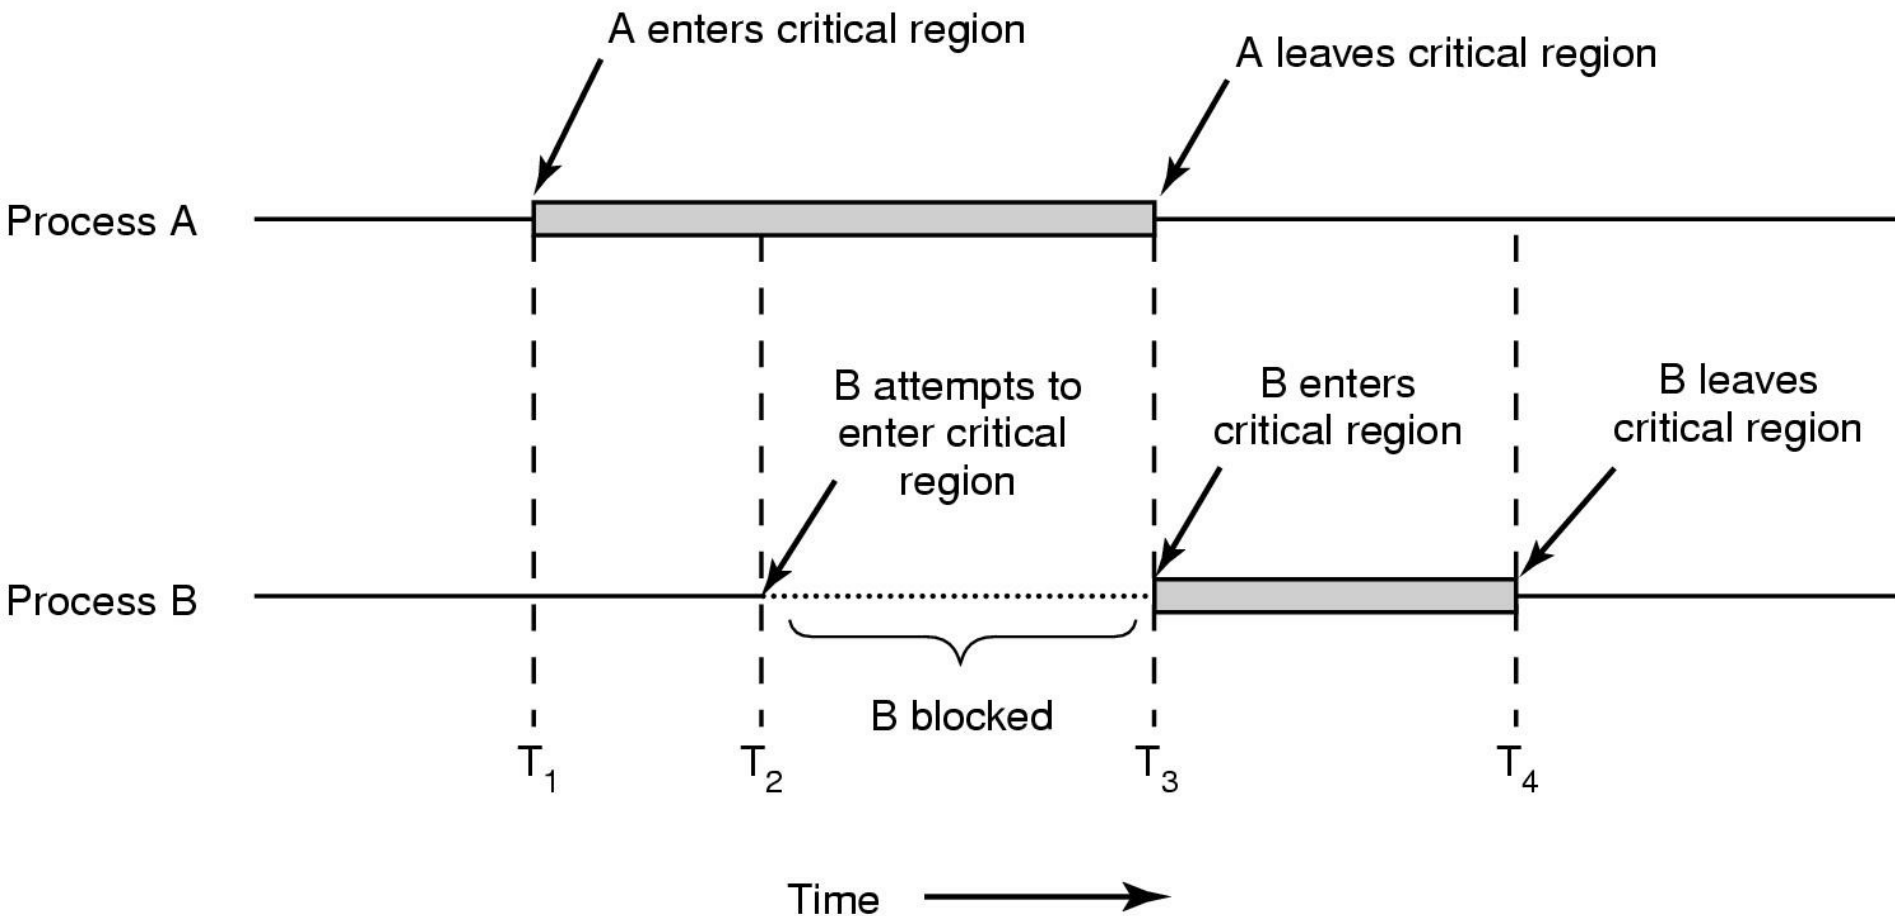 A enters critical region
A leaves critical region
Process A
B attempts to
enter critical
region
B enters
critical region
B leaves
critical region
Process B
B blocked
T1
T2
T3
T4
Time